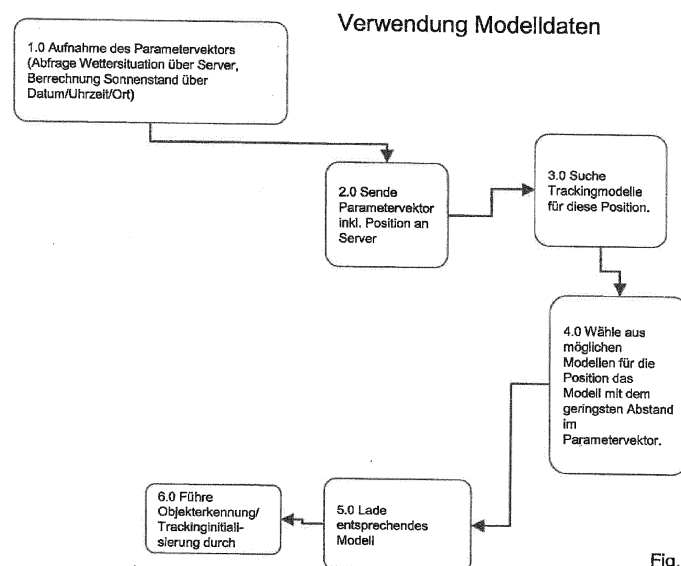 Verwendung Modelldaten
1.0 Aufnahme des Parametervektors
(Abfrage Wettersituation über Server,
Berrechnung Sonnenstand über
Datum/Uhrzeit/Ort)
2.0 Sende
Parametervektor
inkl. Position an
Server
3.0 Suche
Trackingmodelle
für diese Position.
4.0 Wähle aus
möglichen
Modellen für die
Position das
Modell mit dem
geringsten Abstand
im
Parametervektor.
5.0 Lade
entsprechendes
Modell
6.0 Führe
Objekterkennung/
Trackinginitiali-
sierung durch
Fig.